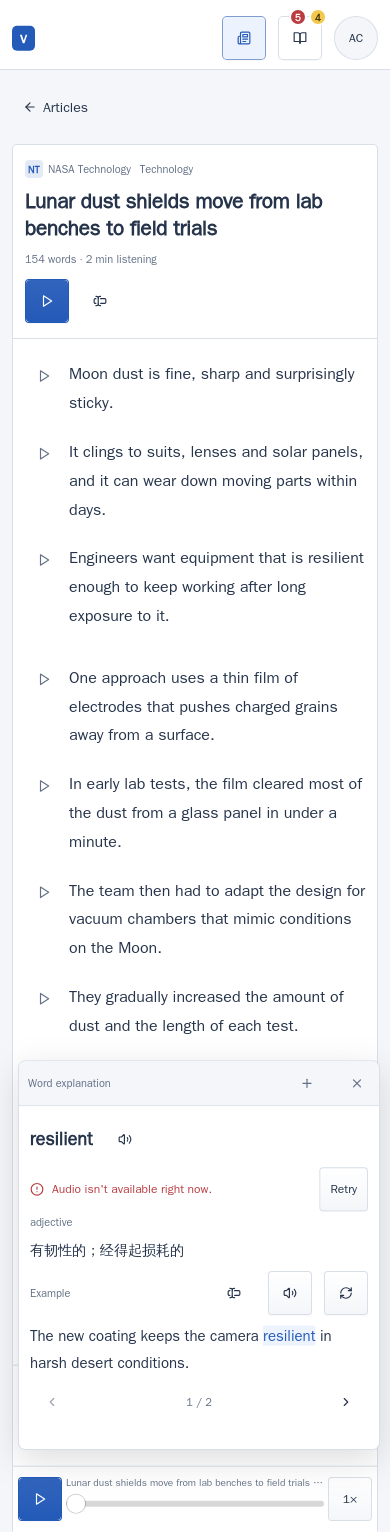 V
5
4
AC
Articles
NT NASA Technology Technology
Lunar dust shields move from lab
benches to field trials
154 words · 2 min listening
Moon dust is fine, sharp and surprisingly
sticky.
It clings to suits, lenses and solar panels,
and it can wear down moving parts within
days.
Engineers want equipment that is resilient
enough to keep working after long
exposure to it.
One approach uses a thin film of
electrodes that pushes charged grains
away from a surface.
In early lab tests, the film cleared most of
the dust from a glass panel in under a
minute.
The team then had to adapt the design for
vacuum chambers that mimic conditions
on the Moon.
They gradually increased the amount of
dust and the length of each test.
Word explanation
resilient
Audio isn't available right now.
Retry
adjective
有韧性的；经得起损耗的
Example
The new coating keeps the camera resilient in
harsh desert conditions.
1 / 2
Lunar dust shields move from lab benches to field trials ···
1×